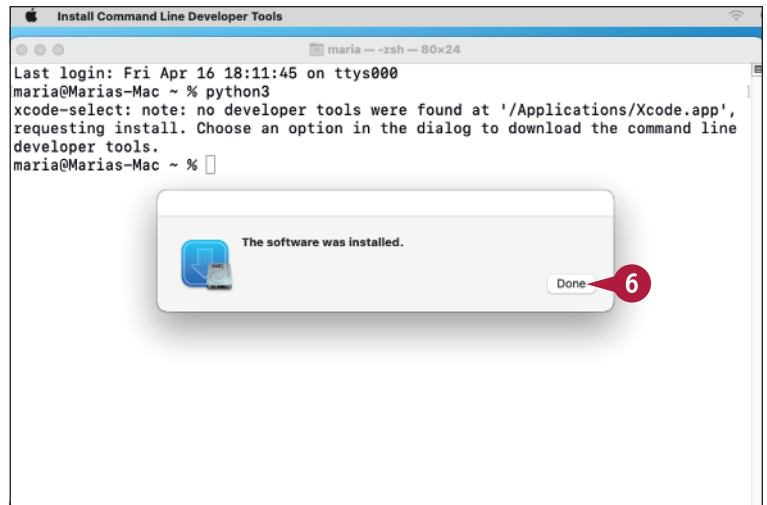 Install Command Line Developer Tools
maria — -zsh — 80×24
Last login: Fri Apr 16 18:11:45 on ttys000
maria@Marias-Mac ~ % python3
xcode-select: note: no developer tools were found at '/Applications/Xcode.app',
requesting install. Choose an option in the dialog to download the command line
developer tools.
maria@Marias-Mac ~ %
The software was installed.
Done
6